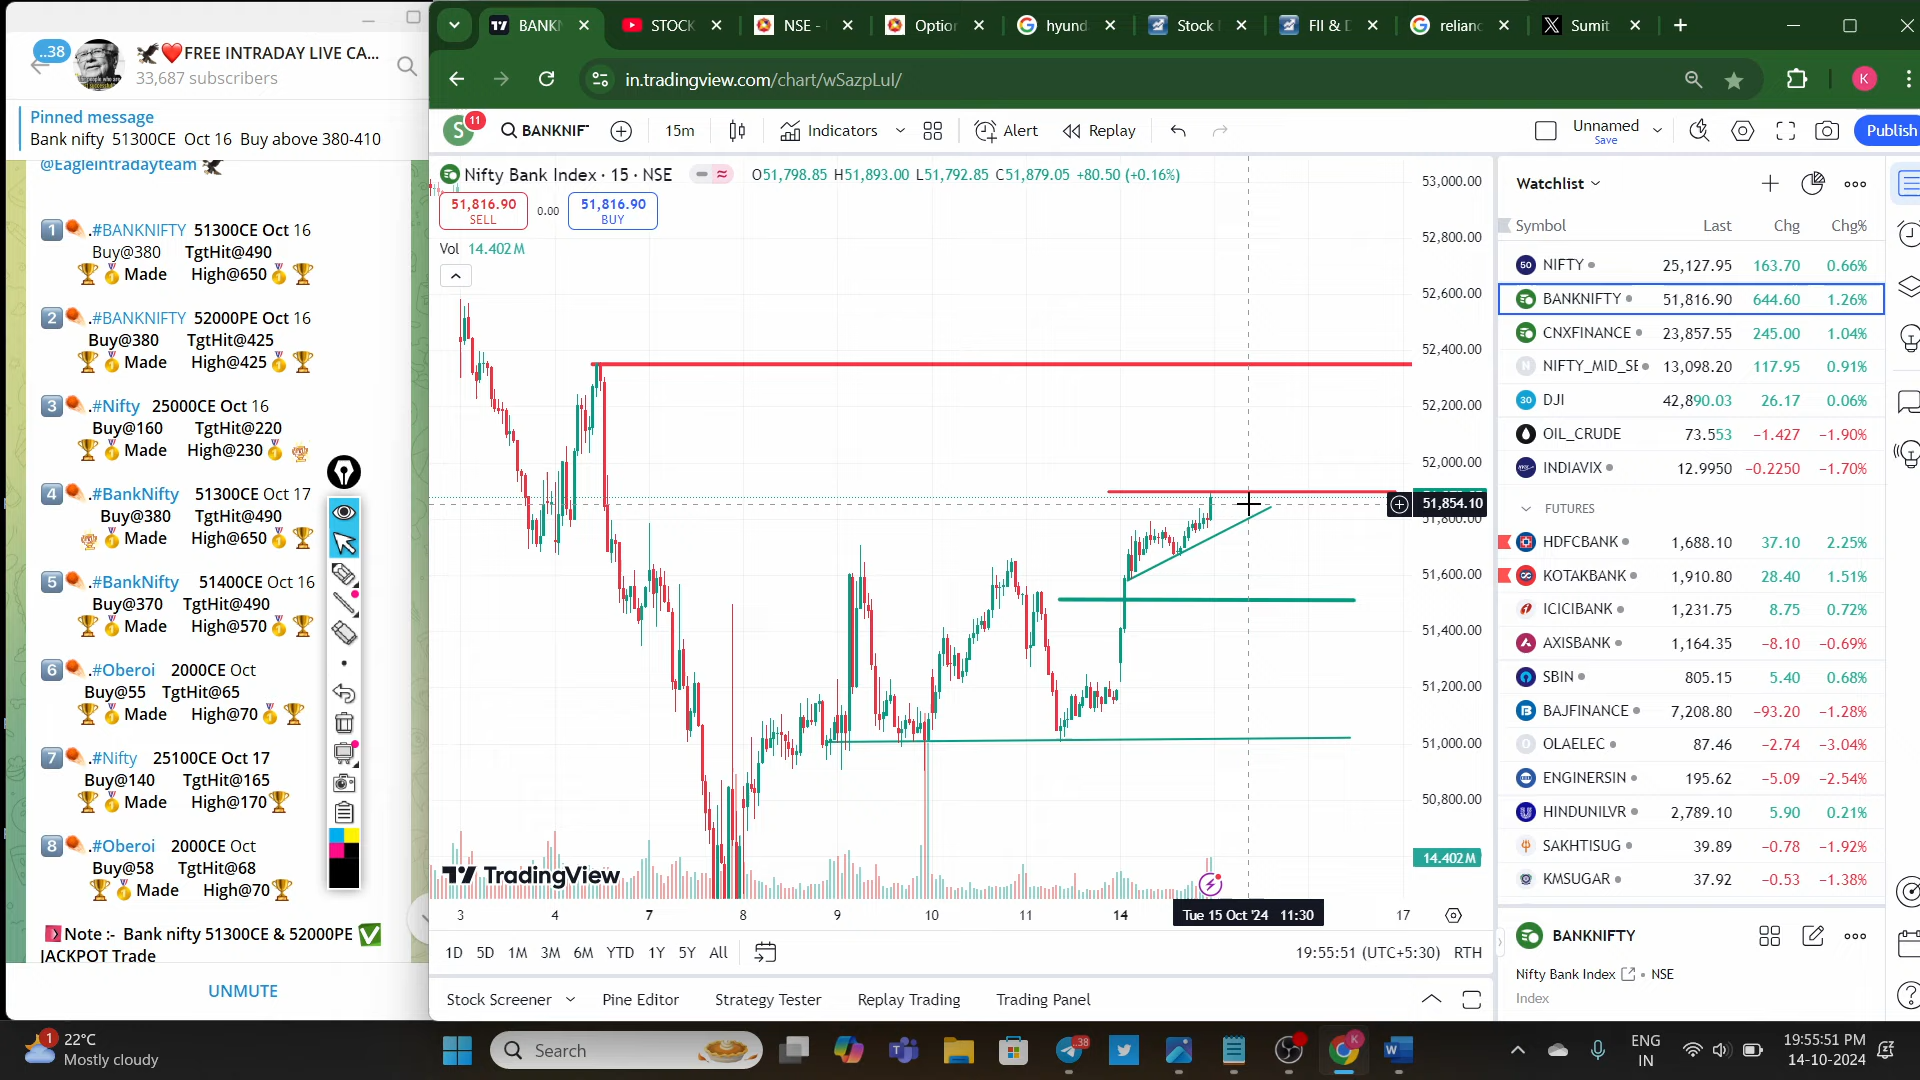 ..38
FREE INTRADAY LIVE CA...
33,687 subscribers
Pinned message
Bank nifty 51300CE Oct 16 Buy above 380-410
@Eagleintradayteam
1 .#BANKNIFTY 51300CE Oct 16
Buy@380 TgtHit@490
Made High@650
2 .#BANKNIFTY 52000PE Oct 16
Buy@380 TgtHit@425
Made High@425
3 .#Nifty 25000CE Oct 16
Buy@160 TgtHit@220
Made High@230
4 .#BankNifty 51300CE Oct 17
Buy@380 TgtHit@490
Made High@650
5 .#BankNifty 51400CE Oct 16
Buy@370 TgtHit@490
Made High@570
6 .#Oberoi 2000CE Oct
Buy@55 TgtHit@65
Made High@70
7 .#Nifty 25100CE Oct 17
Buy@140 TgtHit@165
Made High@170
8 .#Oberoi 2000CE Oct
Buy@58 TgtHit@68
Made High@70
Note :- Bank nifty 51300CE & 52000PE
JACKPOT Trade
UNMUTE
BANKN
STOCK
NSE -
Option
hyund
Stock
FII & D
relianc
Sumit
in.tradingview.com/chart/wSazpLuI/
K
S 11
BANKNIF
15m
Indicators
Alert
Replay
Unnamed
Save
Publish
Nifty Bank Index · 15 · NSE
O51,798.85 H51,893.00 L51,792.85 C51,879.05 +80.50 (+0.16%)
51,816.90
SELL
0.00
51,816.90
BUY
Vol 14.402M
53,000.00
52,800.00
52,600.00
52,400.00
52,200.00
52,000.00
51,854.10
51,800.00
51,600.00
51,400.00
51,200.00
51,000.00
50,800.00
14.402M
TradingView
3 4 7 8 9 10 11 14 Tue 15 Oct '24 11:30 17
1D 5D 1M 3M 6M YTD 1Y 5Y All
19:55:51 (UTC+5:30) RTH
Stock Screener Pine Editor Strategy Tester Replay Trading Trading Panel
Watchlist
Symbol Last Chg Chg%
50 NIFTY 25,127.95 163.70 0.66%
BANKNIFTY 51,816.90 644.60 1.26%
CNXFINANCE 23,857.55 245.00 1.04%
N NIFTY_MID_SE 13,098.20 117.95 0.91%
30 DJI 42,890.03 26.17 0.06%
OIL_CRUDE 73.553 −1.427 −1.90%
INDIAVIX 12.9950 −0.2250 −1.70%
FUTURES
HDFCBANK 1,688.10 37.10 2.25%
KOTAKBANK 1,910.80 28.40 1.51%
ICICIBANK 1,231.75 8.75 0.72%
AXISBANK 1,164.35 −8.10 −0.69%
SBIN 805.15 5.40 0.68%
BAJFINANCE 7,208.80 −93.20 −1.28%
O OLAELEC 87.46 −2.74 −3.04%
ENGINERSIN 195.62 −5.09 −2.54%
HINDUNILVR 2,789.10 5.90 0.21%
SAKHTISUG 39.89 −0.78 −1.92%
KMSUGAR 37.92 −0.53 −1.38%
BANKNIFTY
Nifty Bank Index • NSE
Index
1
22°C
Mostly cloudy
Search
38
K
ENG
IN
19:55:51 PM
14-10-2024